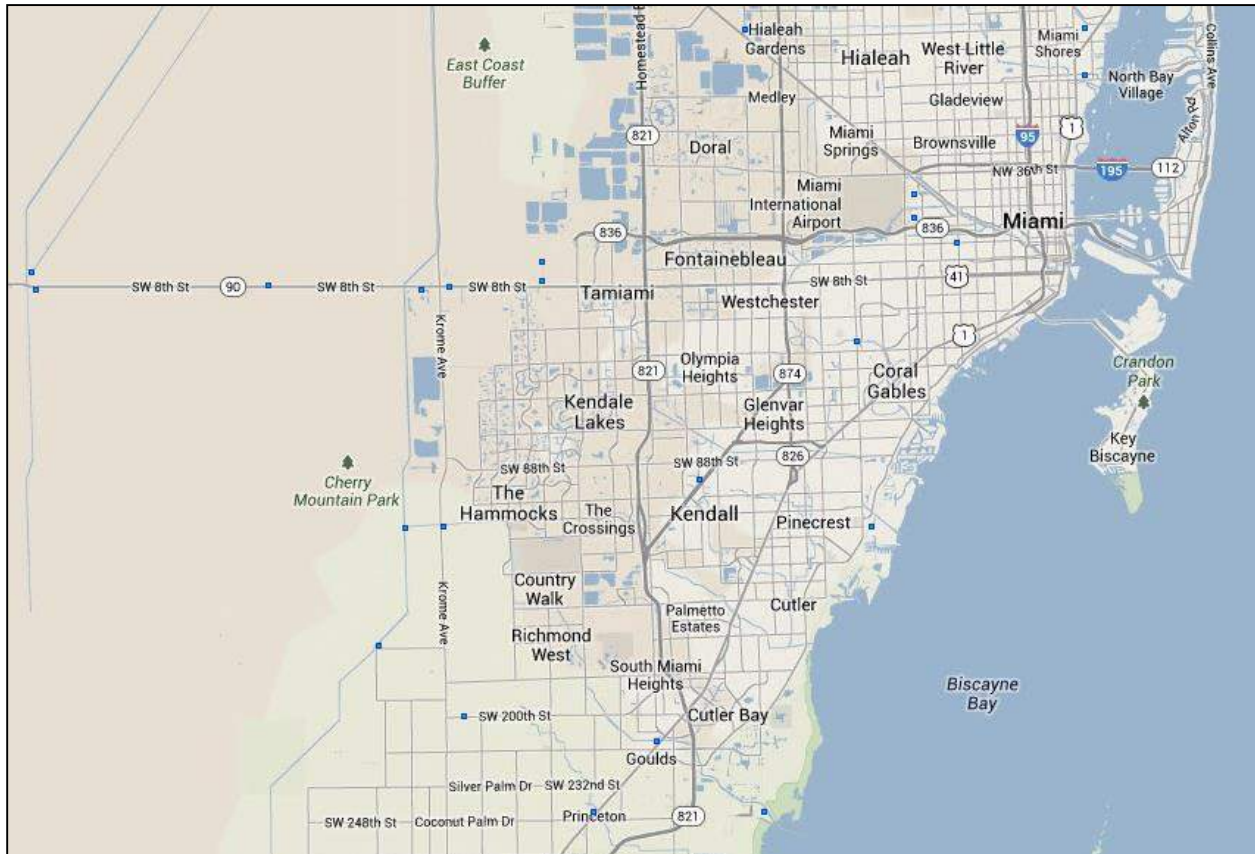 Homestead
Collins Ave
Hialeah
Gardens
Hialeah
West Little
River
Miami
Shores
East Coast
Buffer
North Bay
Village
Medley
Gladeview
Alton Rd
821
Doral
Miami
Springs
Brownsville
95
1
NW 36th St
195
112
Miami
International
Airport
Miami
836
836
Fontainebleau
41
SW 8th St
90
SW 8th St
SW 8th St
Tamiami
Westchester
SW 8th St
Krome Ave
1
Olympia
Heights
821
874
Coral
Gables
Crandon
Park
Kendale
Lakes
Glenvar
Heights
Key
Biscayne
826
SW 88th St
SW 88th St
Cherry
Mountain Park
The
Hammocks
The
Crossings
Kendall
Pinecrest
Country
Walk
Krome Ave
Palmetto
Estates
Cutler
Richmond
West
South Miami
Heights
Biscayne
Bay
SW 200th St
Cutler Bay
Goulds
Silver Palm Dr
SW 232nd St
SW 248th St
Coconut Palm Dr
Princeton
821